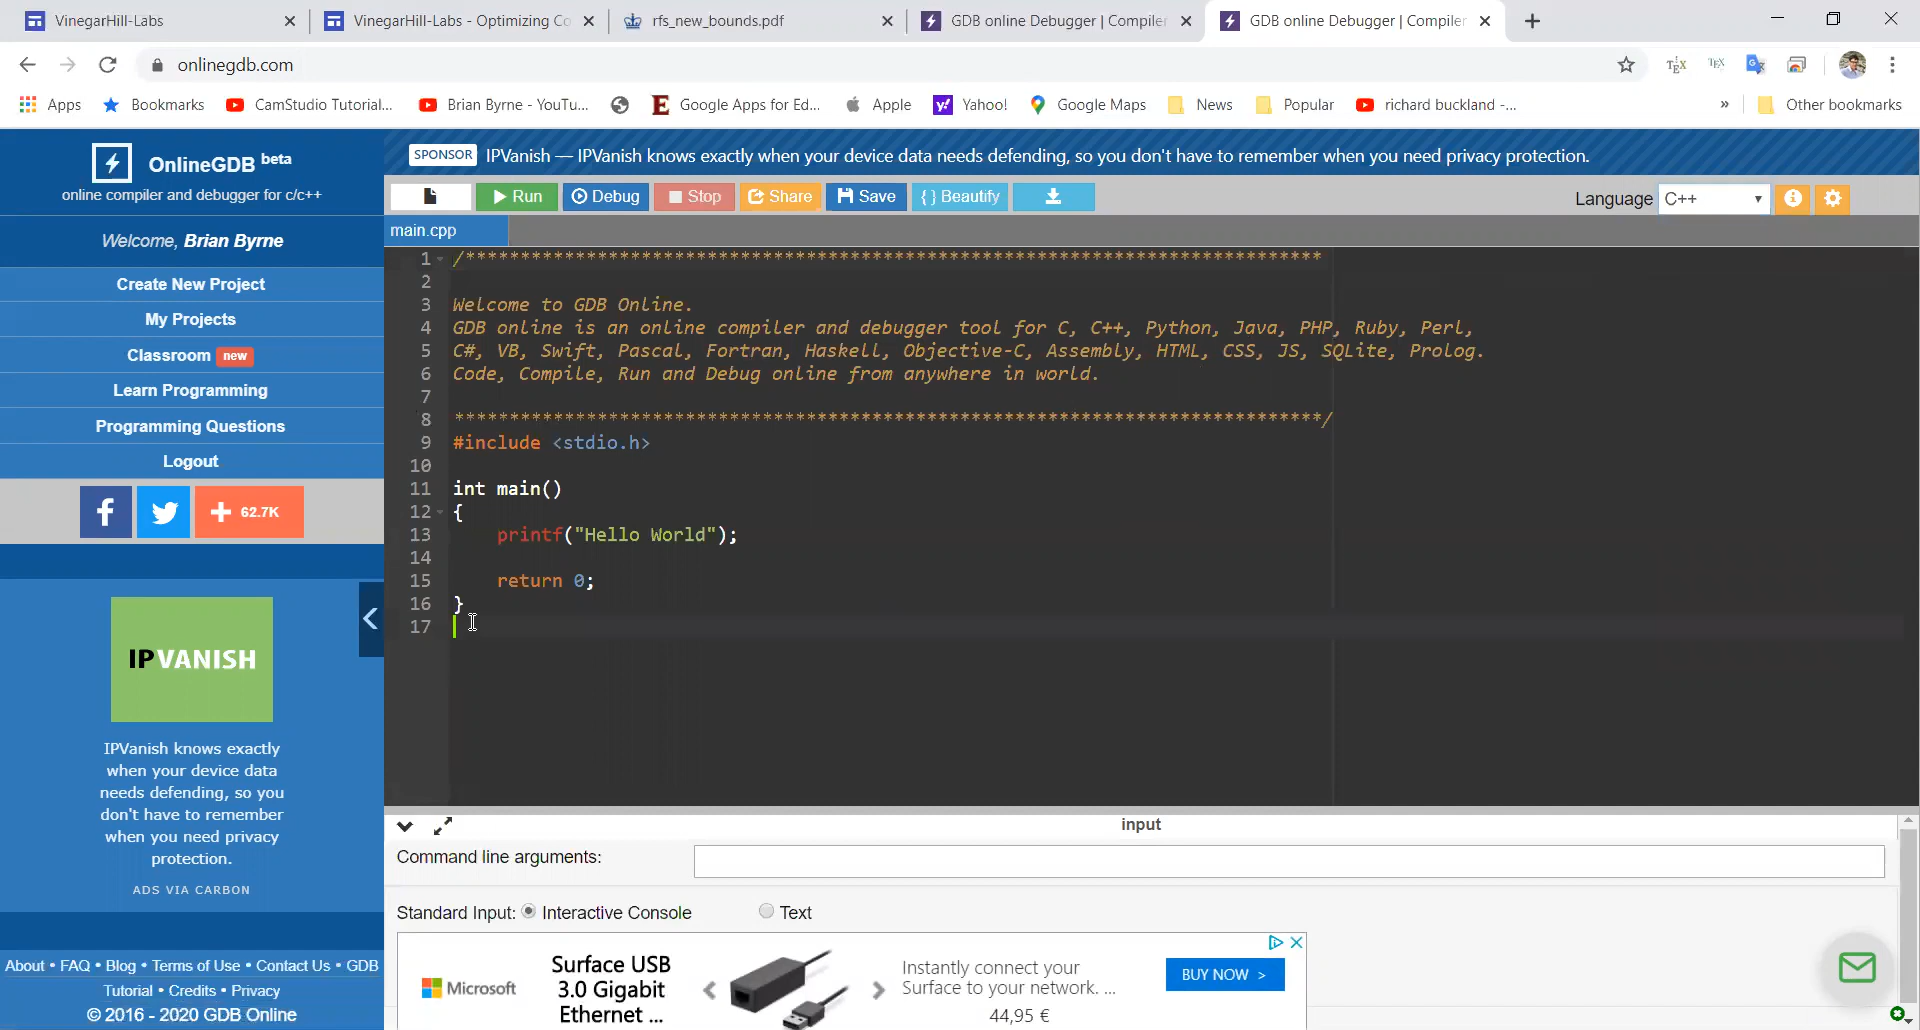 VinegarHill-Labs
VinegarHill-Labs - Optimizing Co
rfs_new_bounds.pdf
GDB online Debugger | Compiler
GDB online Debugger | Compiler
onlinegdb.com
Apps
Bookmarks
CamStudio Tutorial...
Brian Byrne - YouTu...
Google Apps for Ed...
Apple
Yahoo!
Google Maps
News
Popular
richard buckland -...
»
Other bookmarks
OnlineGDB beta
online compiler and debugger for c/c++
Welcome, Brian Byrne
Create New Project
My Projects
Classroom new
Learn Programming
Programming Questions
Logout
62.7K
IPVANISH
IPVanish knows exactly
when your device data
needs defending, so you
don't have to remember
when you need privacy
protection.
ADS VIA CARBON
About • FAQ • Blog • Terms of Use • Contact Us • GDB
Tutorial • Credits • Privacy
© 2016 - 2020 GDB Online
SPONSOR IPVanish — IPVanish knows exactly when your device data needs defending, so you don't have to remember when you need privacy protection.
Run
Debug
Stop
Share
Save
{ } Beautify
Language C++
main.cpp
1 /******************************************************************************
2
3 Welcome to GDB Online.
4 GDB online is an online compiler and debugger tool for C, C++, Python, Java, PHP, Ruby, Perl,
5 C#, VB, Swift, Pascal, Fortran, Haskell, Objective-C, Assembly, HTML, CSS, JS, SQLite, Prolog.
6 Code, Compile, Run and Debug online from anywhere in world.
7
8 *******************************************************************************/
9 #include <stdio.h>
10
11 int main()
12 {
13 printf("Hello World");
14
15 return 0;
16 }
17
input
Command line arguments:
Standard Input: Interactive Console Text
Microsoft
Surface USB
3.0 Gigabit
Ethernet ...
Instantly connect your
Surface to your network. ...
44,95 €
BUY NOW >